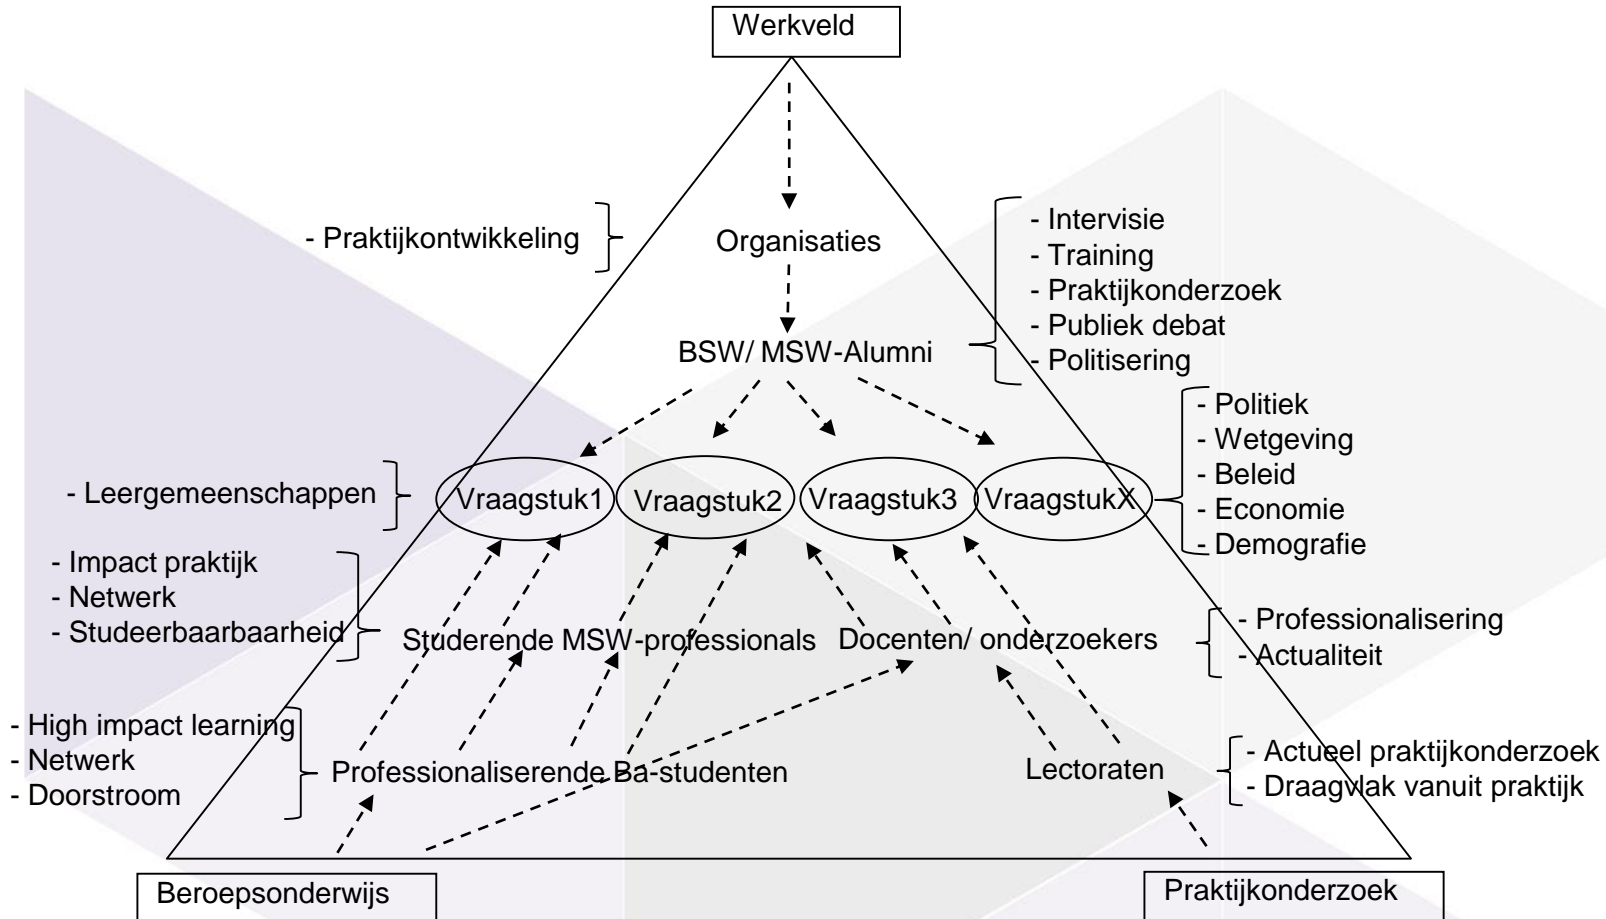 Werkveld
- Praktijkontwikkeling
Organisaties
- Intervisie
- Training
- Praktijkonderzoek
- Publiek debat
- Politisering
BSW/ MSW-Alumni
- Politiek
- Wetgeving
- Beleid
- Economie
- Demografie
- Leergemeenschappen
Vraagstuk1
Vraagstuk2
Vraagstuk3
VraagstukX
- Impact praktijk
- Netwerk
- Studeerbaarbaarheid
Studerende MSW-professionals
Docenten/ onderzoekers
- Professionalisering
- Actualiteit
- High impact learning
- Netwerk
- Doorstroom
Professionaliserende Ba-studenten
Lectoraten
- Actueel praktijkonderzoek
- Draagvlak vanuit praktijk
Beroepsonderwijs
Praktijkonderzoek